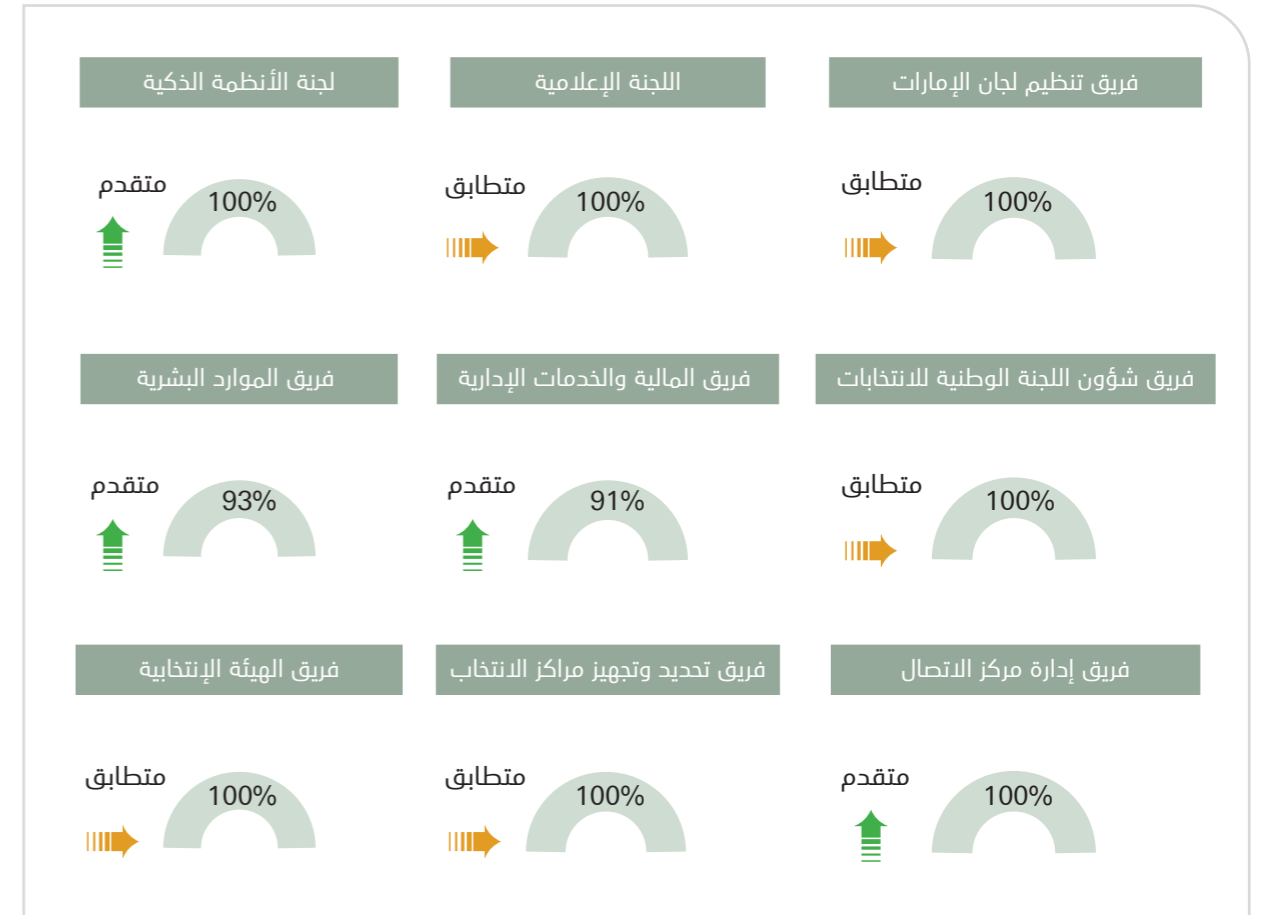 فريق تنظيم لجان الإمارات
متطابق
100%
اللجنة الإعلامية
متطابق
100%
لجنة الأنظمة الذكية
متقدم
100%
فريق شؤون اللجنة الوطنية للانتخابات
متطابق
100%
فريق المالية والخدمات الإدارية
متقدم
91%
فريق الموارد البشرية
متقدم
93%
فريق إدارة مركز الاتصال
متقدم
100%
فريق تحديد وتجهيز مراكز الانتخاب
متطابق
100%
فريق الهيئة الإنتخابية
متطابق
100%